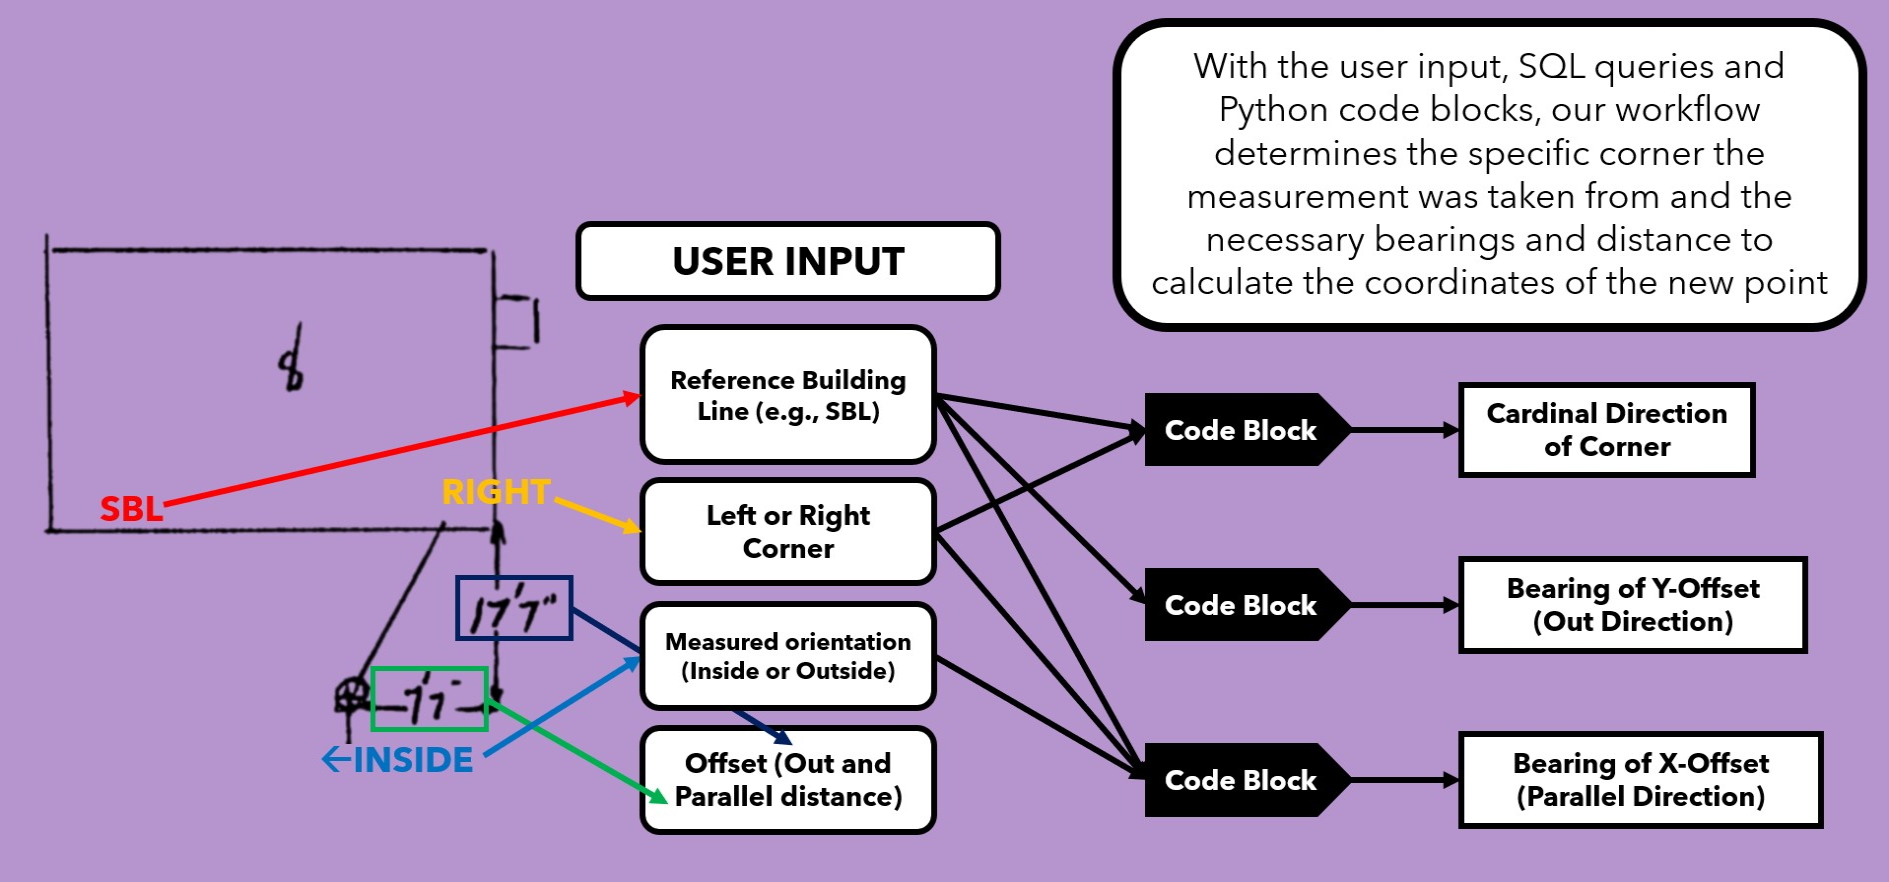 With the user input, SQL queries and
Python code blocks, our workflow
determines the specific corner the
measurement was taken from and the
necessary bearings and distance to
calculate the coordinates of the new point
USER INPUT
8
Reference Building
Line (e.g., SBL)
SBL
RIGHT
Left or Right
Corner
17'7"
Measured orientation
(Inside or Outside)
←INSIDE
Offset (Out and
Parallel distance)
Code Block
Cardinal Direction
of Corner
Code Block
Bearing of Y-Offset
(Out Direction)
Code Block
Bearing of X-Offset
(Parallel Direction)